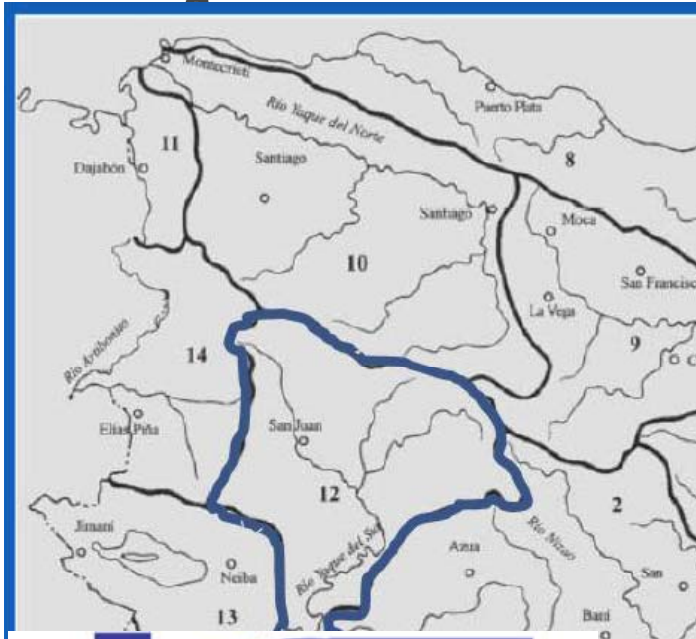 Montecristi
Puerto Plata
Río Yaque del Norte
11
8
Dajabón
Santiago
Santiago
Moca
10
San Francisc
La Vega
9
Río Artibonito
14
Elías Piña
San Juan
12
2
Río Yaque del Sur
Río Nizao
Jimaní
Azua
Neiba
San
13
Baní